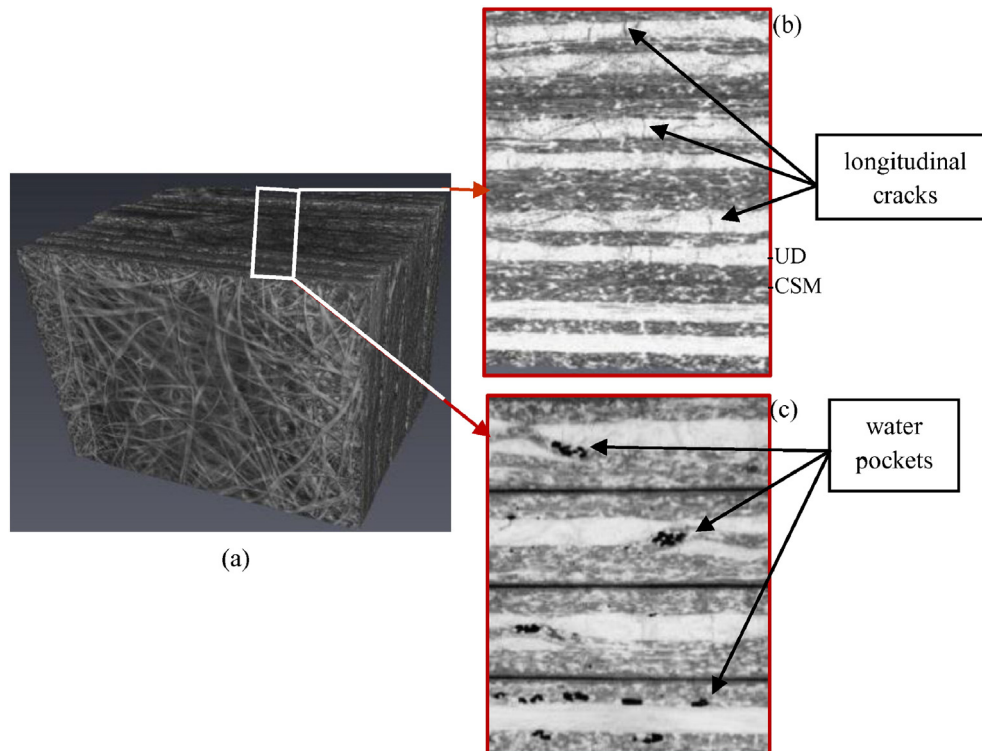 (b)
longitudinal
cracks
-UD
-CSM
(a)
(c)
water
pockets